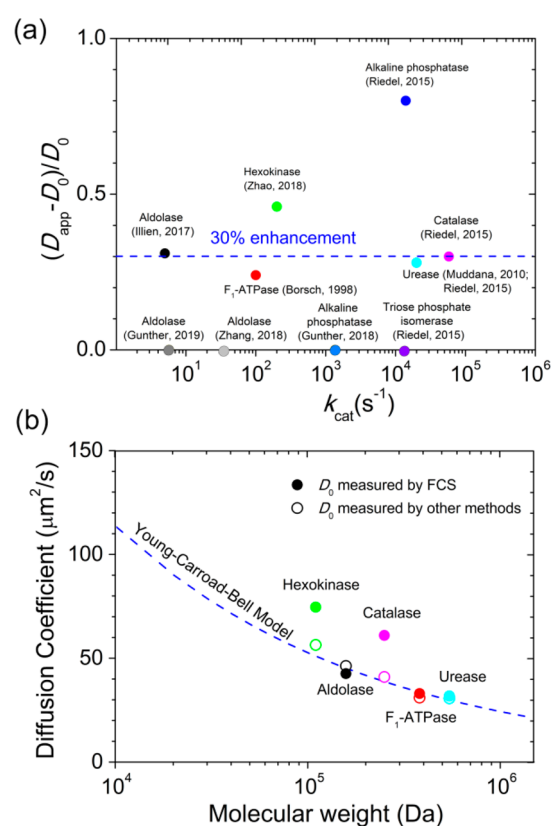 (a)
1.0
0.5
0.0
(Dapp-D0)/D0
Alkaline phosphatase
(Riedel, 2015)
Hexokinase
(Zhao, 2018)
Aldolase
(Illien, 2017)
30% enhancement
Catalase
(Riedel, 2015)
F1-ATPase (Borsch, 1998)
Urease (Muddana, 2010;
Riedel, 2015)
Aldolase
(Gunther, 2019)
Aldolase
(Zhang, 2018)
Alkaline
phosphatase
(Gunther, 2018)
Triose phosphate
isomerase
(Riedel, 2015)
10^1 10^2 10^3 10^4 10^5 10^6
kcat(s^-1)
(b)
150
100
50
0
Diffusion Coefficient (μm^2/s)
D0 measured by FCS
D0 measured by other methods
Young-Carroad-Bell Model
Hexokinase
Catalase
Aldolase
Urease
F1-ATPase
10^4 10^5 10^6
Molecular weight (Da)